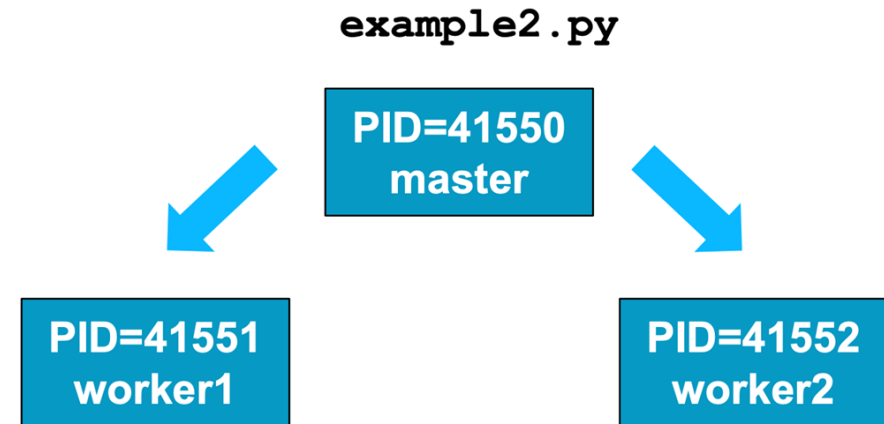 example2.py
PID=41550
master
PID=41551
worker1
PID=41552
worker2